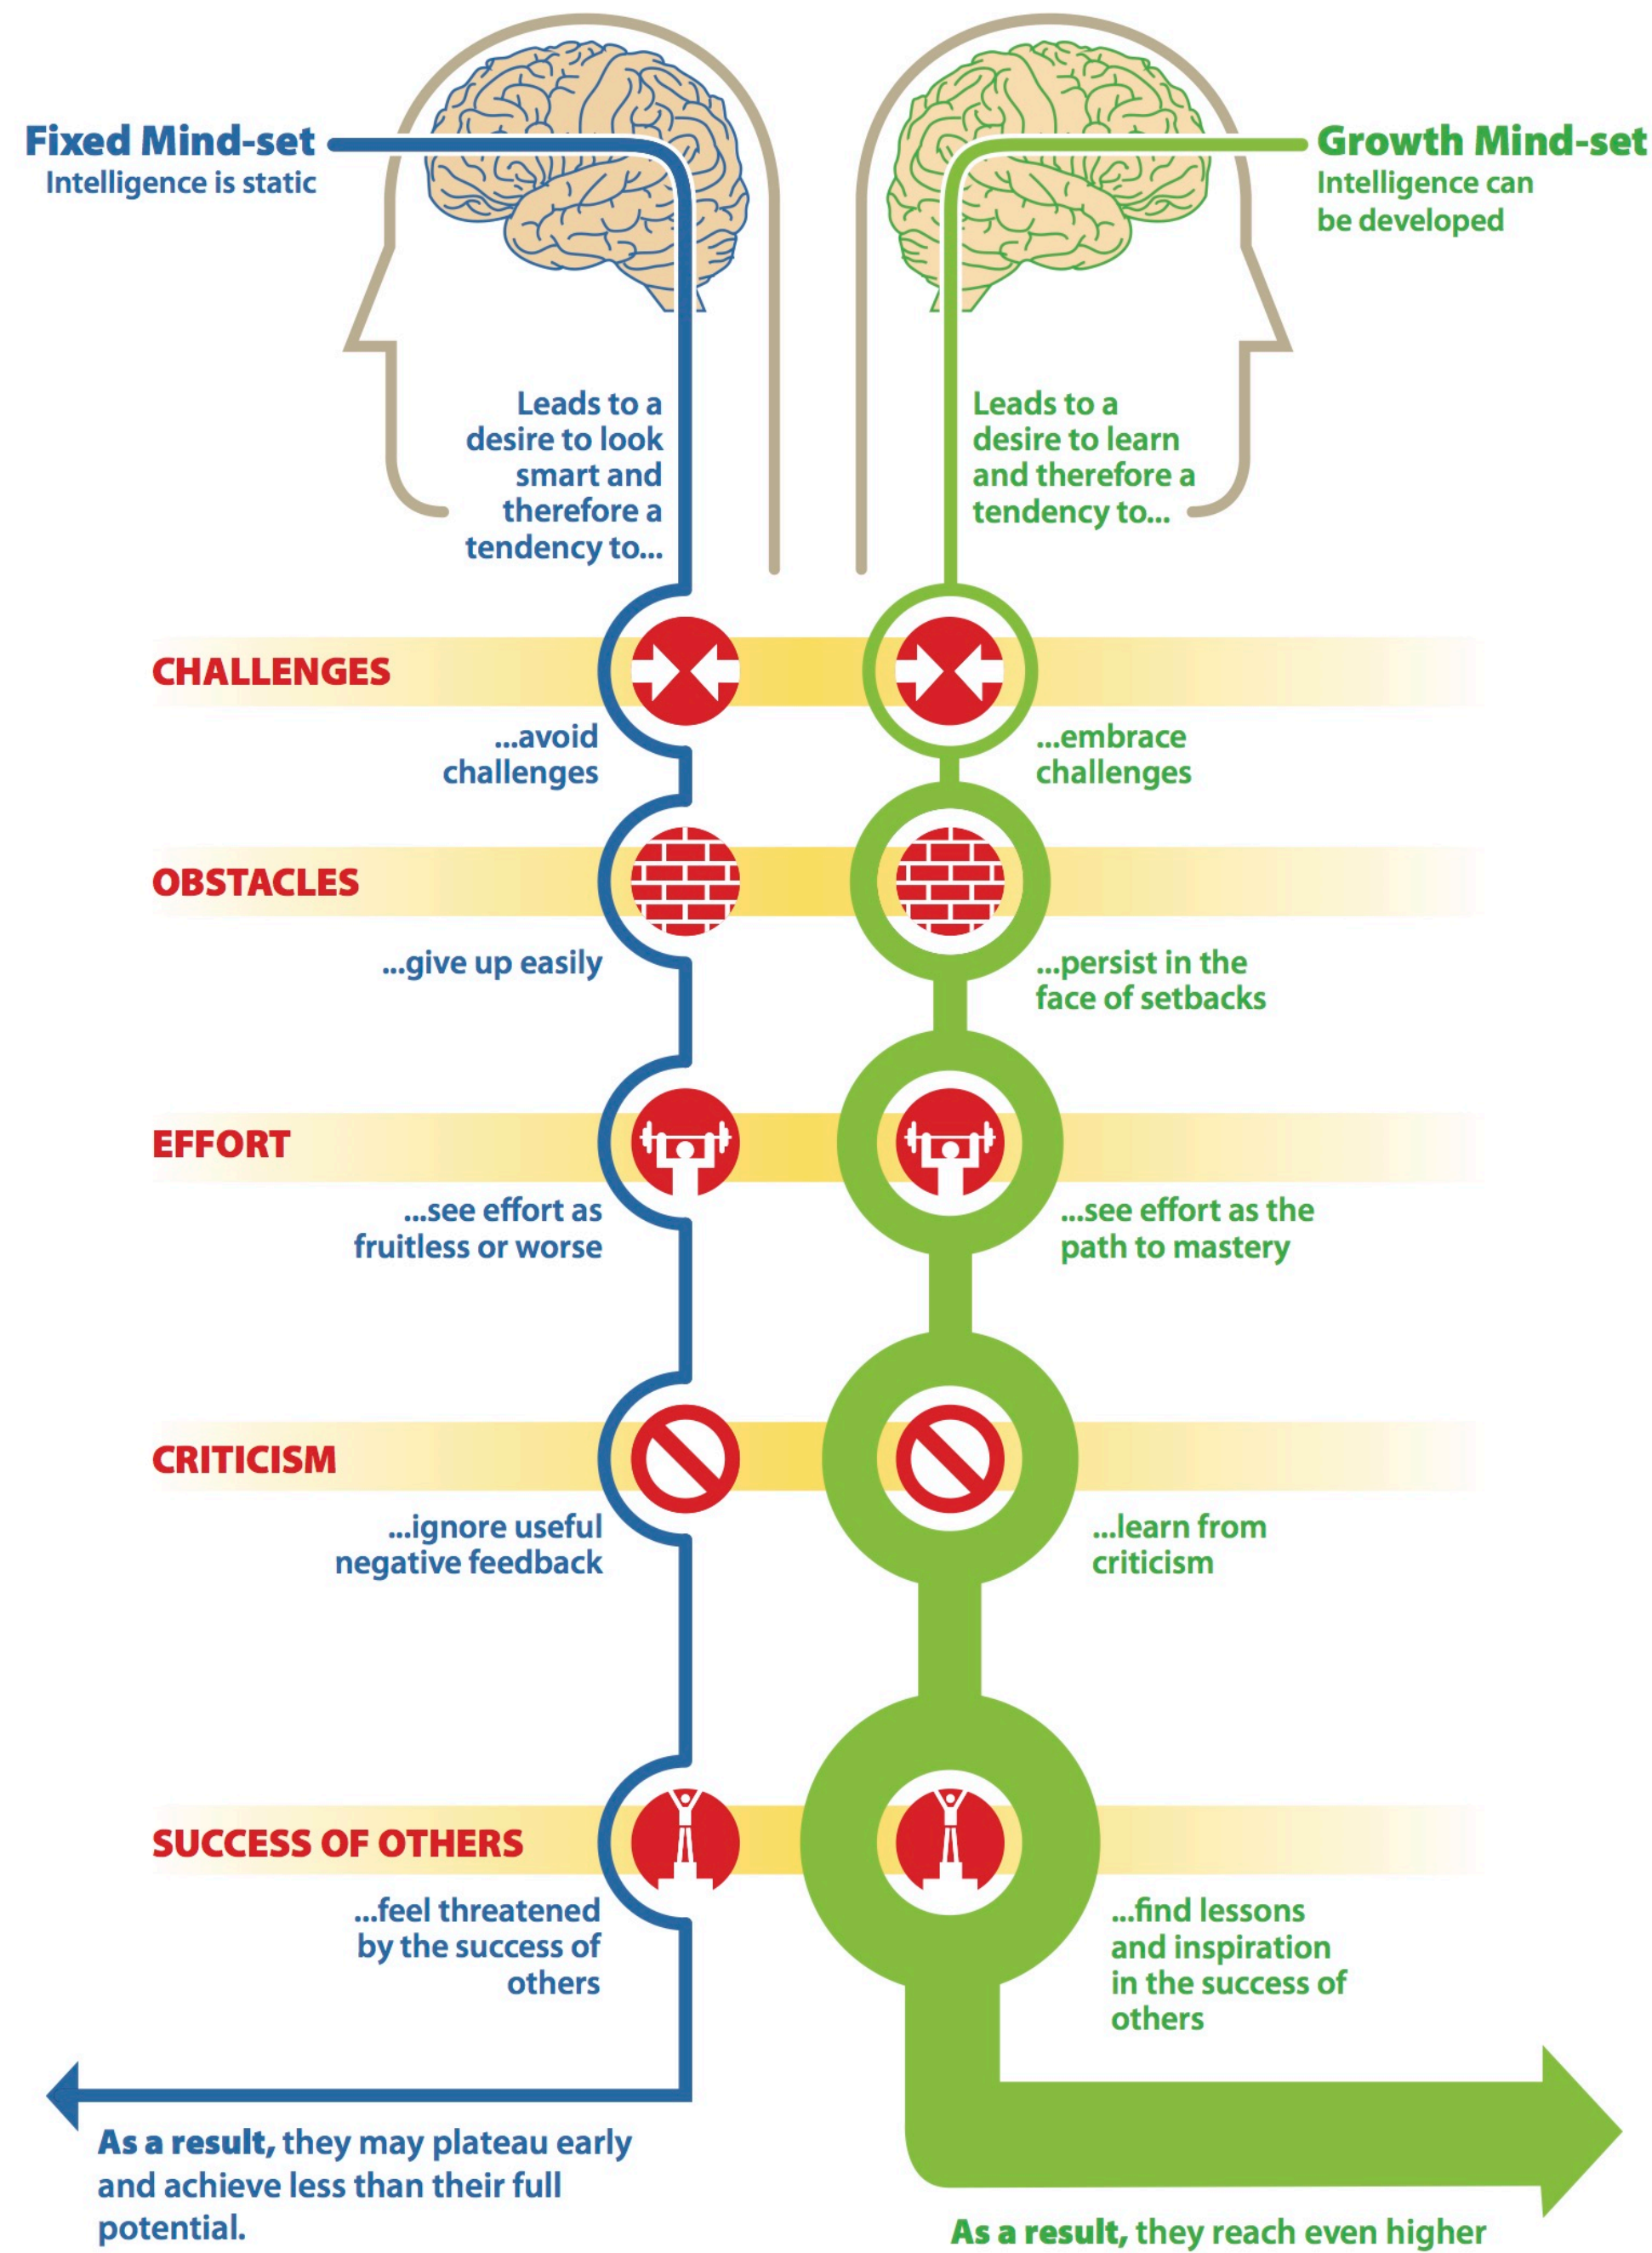 Fixed Mind-set
Intelligence is static
Growth Mind-set
Intelligence can
be developed
Leads to a
desire to look
smart and
therefore a
tendency to...
Leads to a
desire to learn
and therefore a
tendency to...
CHALLENGES
...avoid
challenges
...embrace
challenges
OBSTACLES
...give up easily
...persist in the
face of setbacks
EFFORT
...see effort as
fruitless or worse
...see effort as the
path to mastery
CRITICISM
...ignore useful
negative feedback
...learn from
criticism
SUCCESS OF OTHERS
...feel threatened
by the success of
others
...find lessons
and inspiration
in the success of
others
As a result, they may plateau early
and achieve less than their full
potential.
As a result, they reach even higher